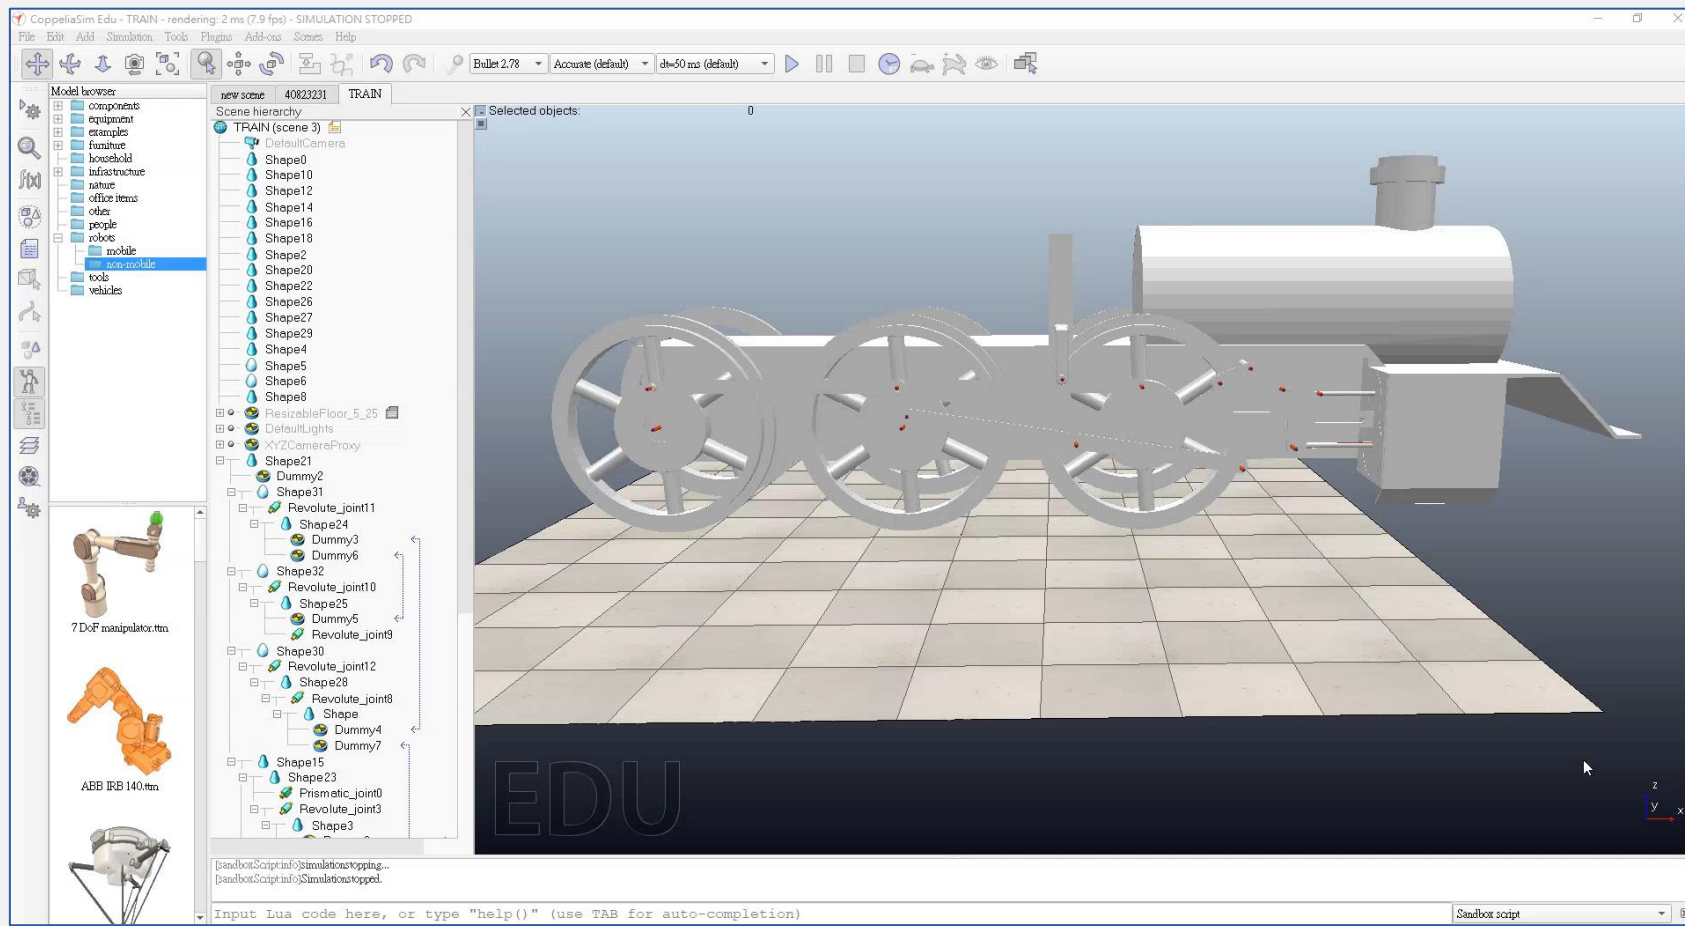 CoppeliaSim Edu - TRAIN - rendering: 2 ms (7.9 fps) - SIMULATION STOPPED
File Edit Add Simulation Tools Plugins Add-ons Scenes Help
Bullet 2.78 Accurate (default) dt=50 ms (default)
Model browser
components
equipment
examples
furniture
household
infrastructure
nature
office items
other
people
robots
mobile
non-mobile
tools
vehicles
7 DoF manipulator.ttm
ABB IRB 140.ttm
new scene 40823231 TRAIN
Scene hierarchy
TRAIN (scene 3)
DefaultCamera
Shape0
Shape10
Shape12
Shape14
Shape16
Shape18
Shape2
Shape20
Shape22
Shape26
Shape27
Shape29
Shape4
Shape5
Shape6
Shape8
ResizableFloor_5_25
DefaultLights
XYZCameraProxy
Shape21
Dummy2
Shape31
Revolute_joint11
Shape24
Dummy3
Dummy6
Shape32
Revolute_joint10
Shape25
Dummy5
Revolute_joint9
Shape30
Revolute_joint12
Shape28
Revolute_joint8
Shape
Dummy4
Dummy7
Shape15
Shape23
Prismatic_joint0
Revolute_joint3
Shape3
Selected objects: 0
EDU
z
y
x
[sandboxScript:info]simulationstopping...
[sandboxScript:info]Simulationstopped.
Input Lua code here, or type "help()" (use TAB for auto-completion)
Sandbox script